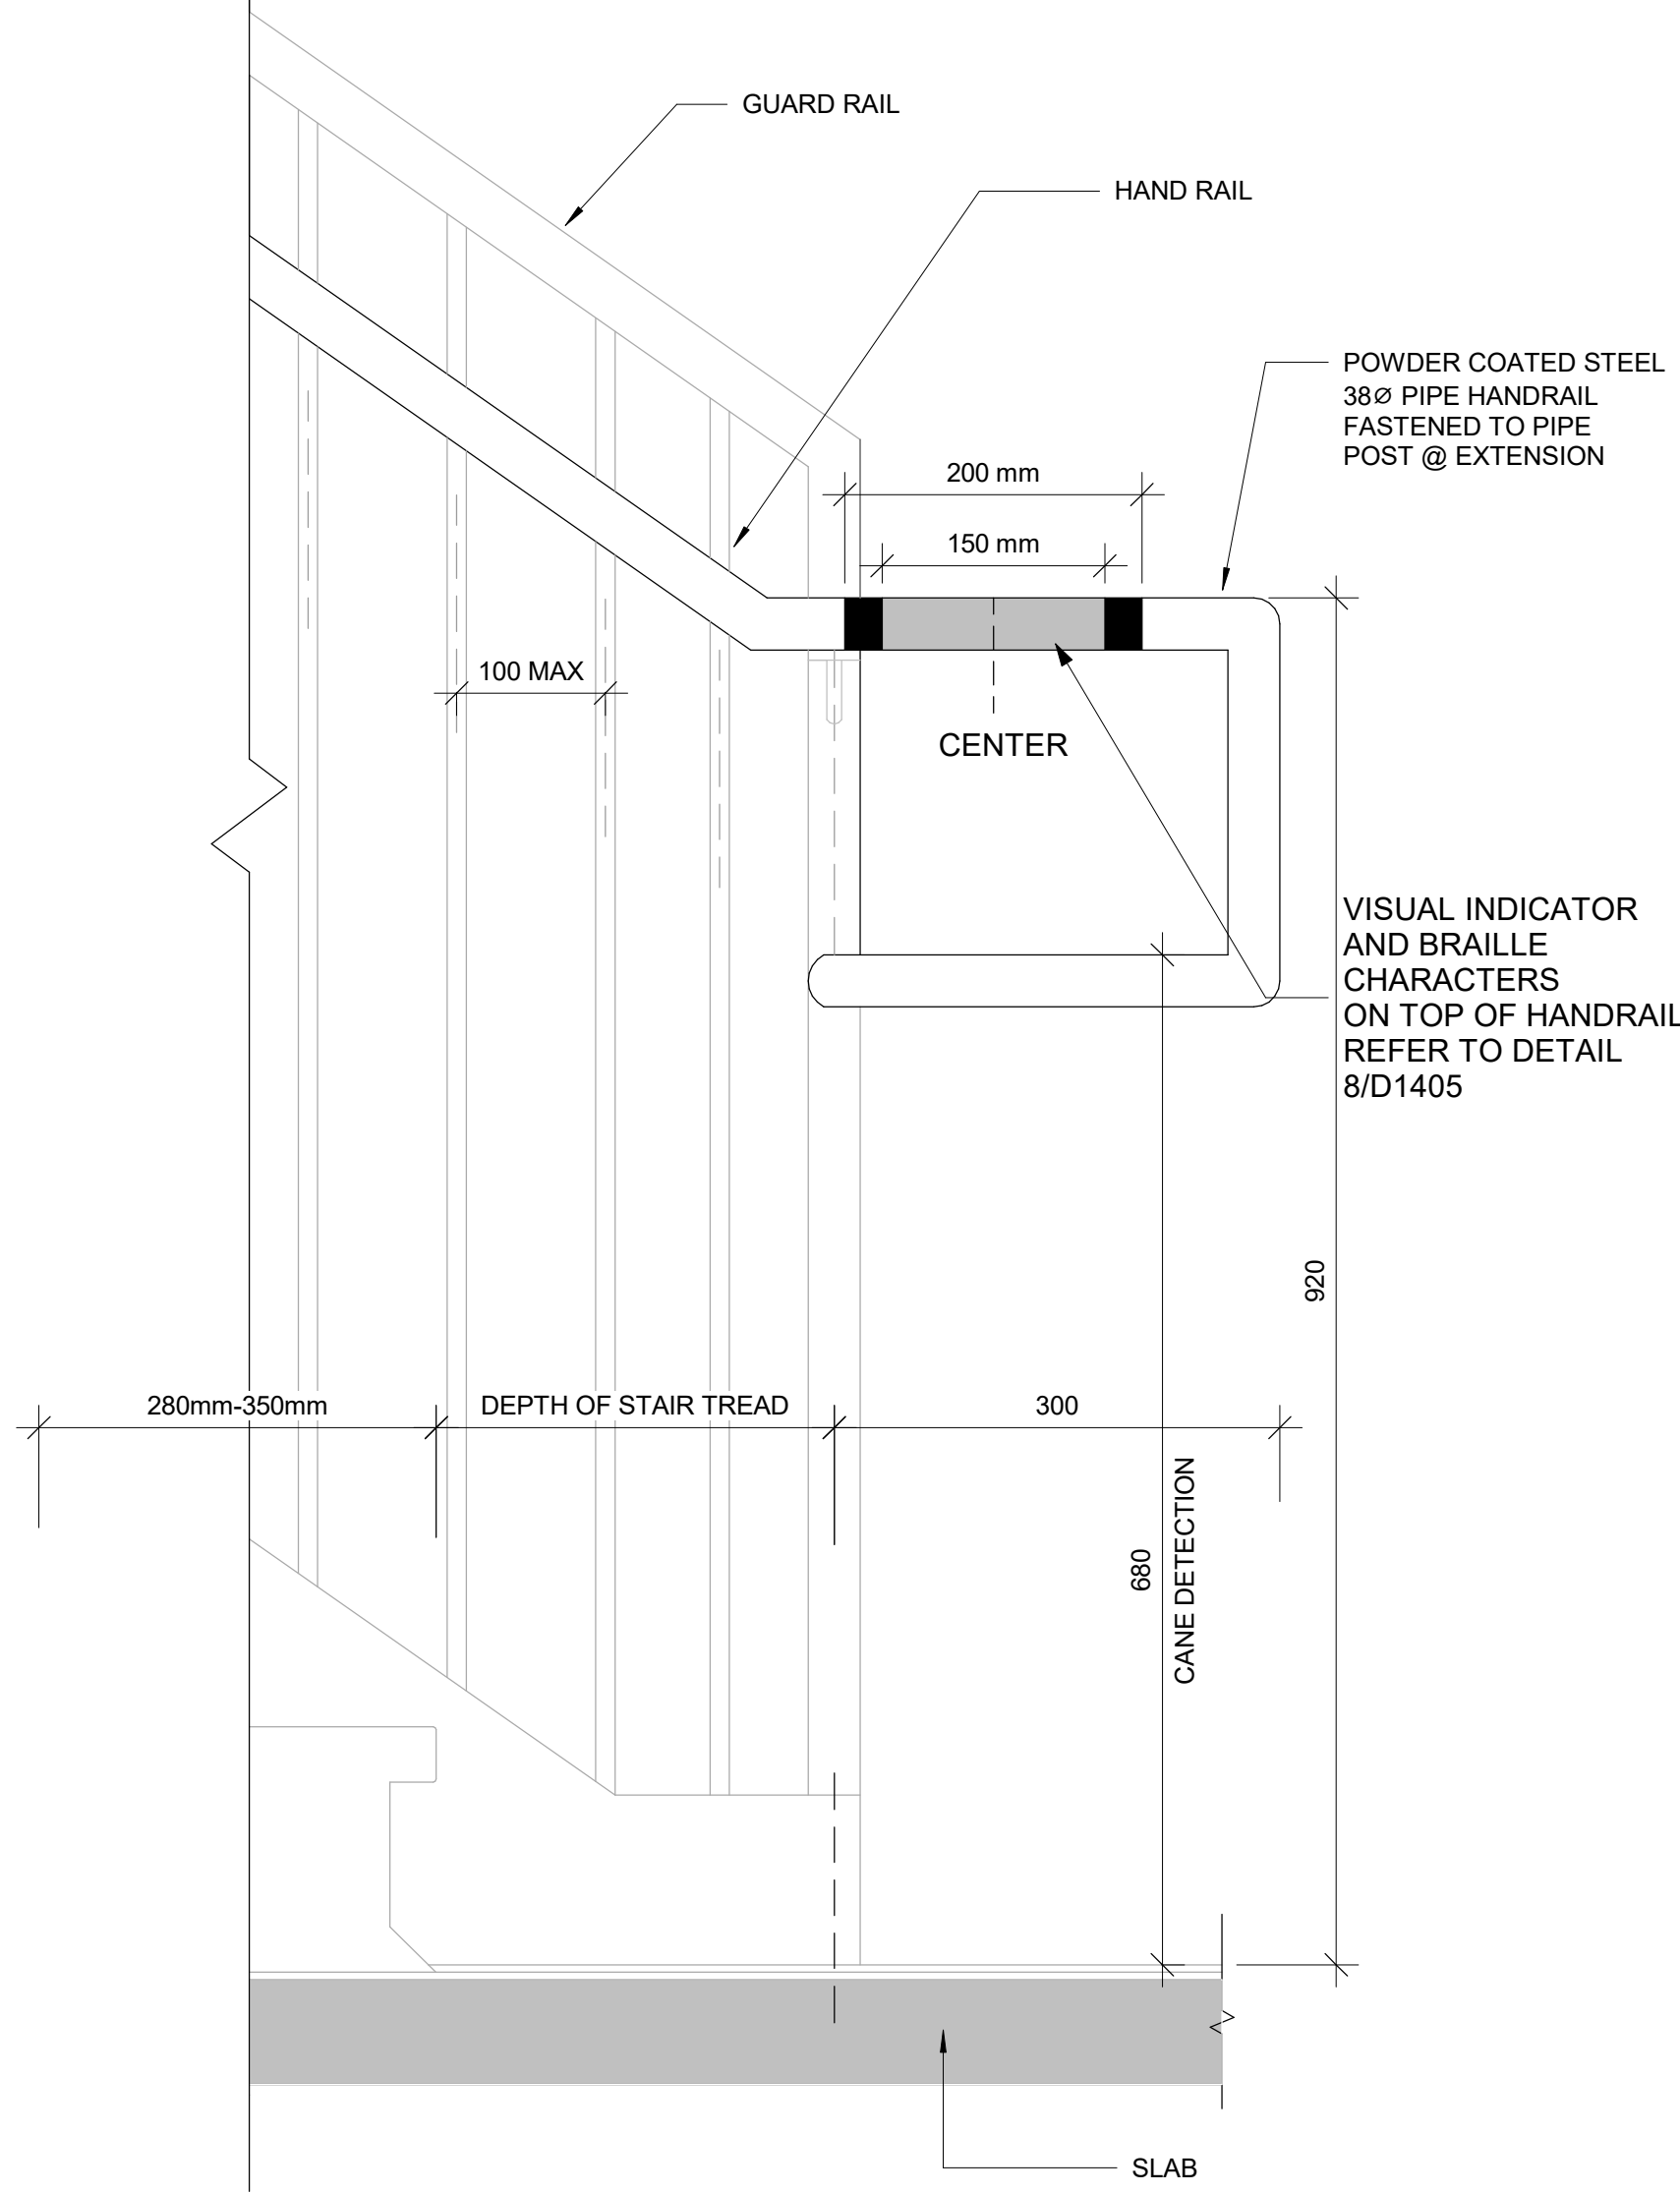 GUARD RAIL
HAND RAIL
POWDER COATED STEEL
38⌀ PIPE HANDRAIL
FASTENED TO PIPE
POST @ EXTENSION
200 mm
150 mm
100 MAX
CENTER
VISUAL INDICATOR
AND BRAILLE
CHARACTERS
ON TOP OF HANDRAIL
REFER TO DETAIL
8/D1405
920
280mm-350mm
DEPTH OF STAIR TREAD
300
680
CANE DETECTION
SLAB